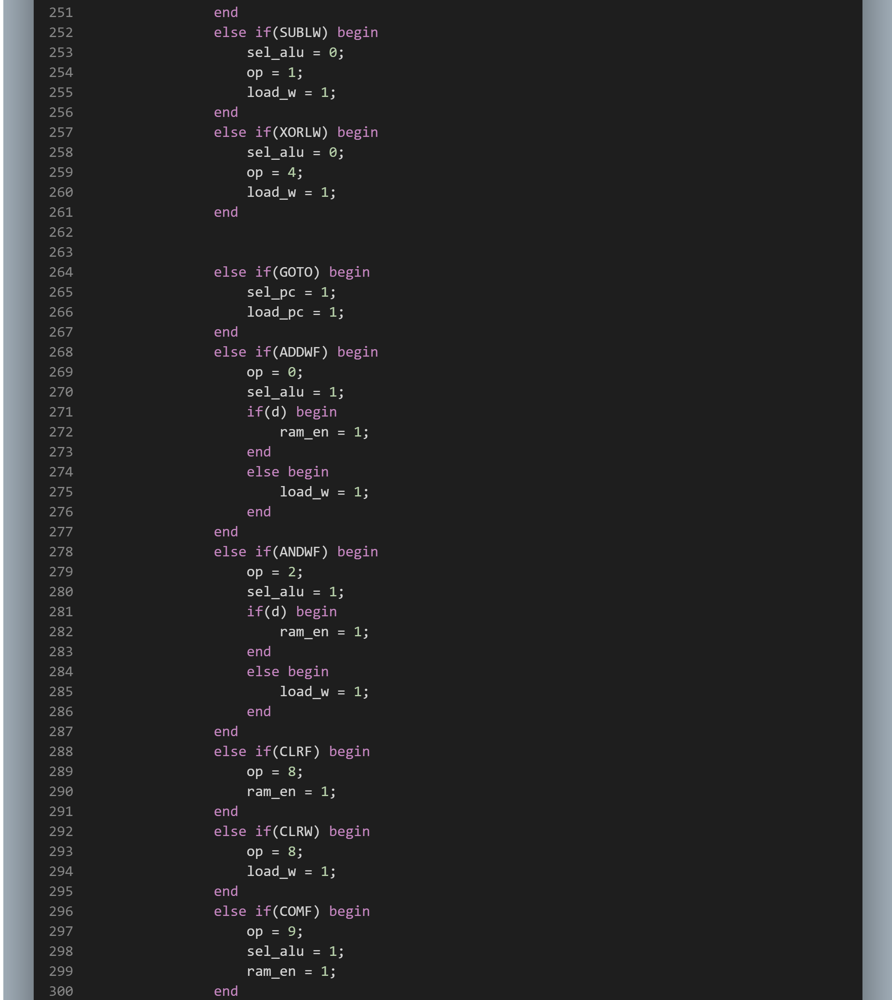 251 end
252 else if(SUBLW) begin
253 sel_alu = 0;
254 op = 1;
255 load_w = 1;
256 end
257 else if(XORLW) begin
258 sel_alu = 0;
259 op = 4;
260 load_w = 1;
261 end
262
263
264 else if(GOTO) begin
265 sel_pc = 1;
266 load_pc = 1;
267 end
268 else if(ADDWF) begin
269 op = 0;
270 sel_alu = 1;
271 if(d) begin
272 ram_en = 1;
273 end
274 else begin
275 load_w = 1;
276 end
277 end
278 else if(ANDWF) begin
279 op = 2;
280 sel_alu = 1;
281 if(d) begin
282 ram_en = 1;
283 end
284 else begin
285 load_w = 1;
286 end
287 end
288 else if(CLRF) begin
289 op = 8;
290 ram_en = 1;
291 end
292 else if(CLRW) begin
293 op = 8;
294 load_w = 1;
295 end
296 else if(COMF) begin
297 op = 9;
298 sel_alu = 1;
299 ram_en = 1;
300 end